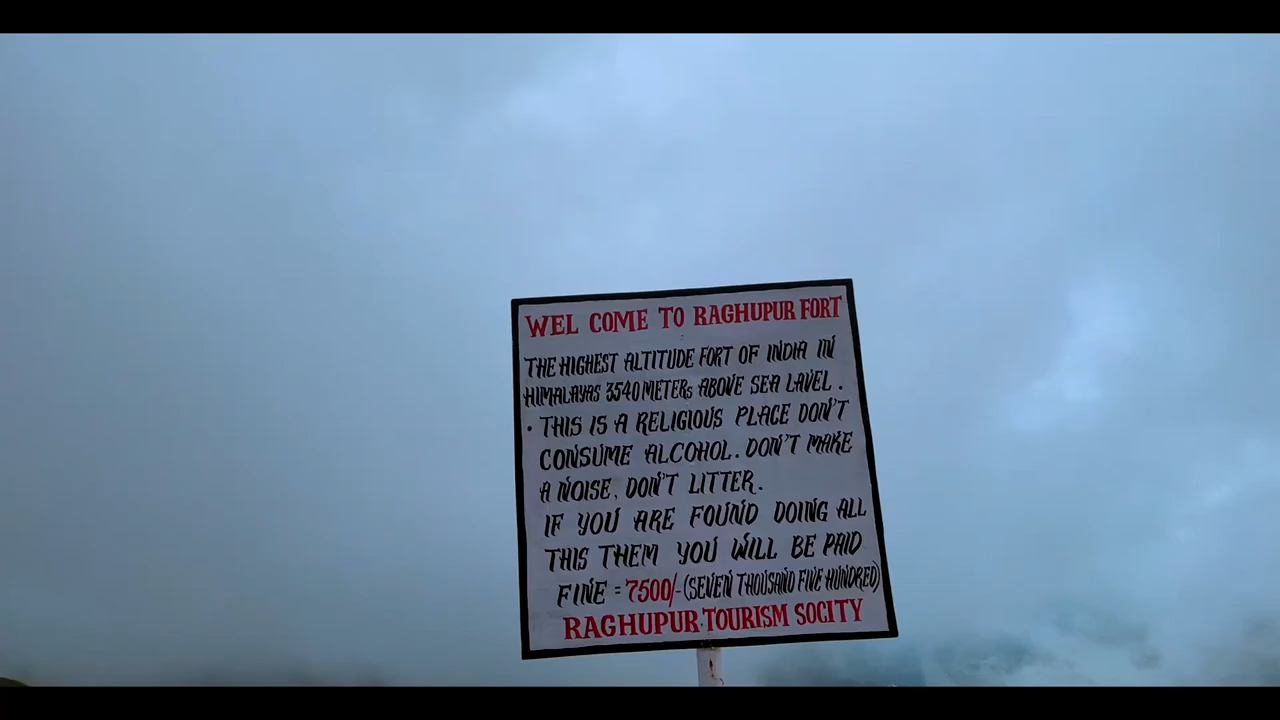 WEL COME TO RAGHUPUR FORT
THE HIGHEST ALTITUDE FORT OF INDIA IN
HIMALAYAS 3540 METERs ABOVE SEA LAVEL .
• THIS IS A RELIGIOUS PLACE DON'T
CONSUME ALCOHOL. DON'T MAKE
A NOISE, DON'T LITTER.
IF YOU ARE FOUND DOING ALL
THIS THEM YOU WILL BE PAID
FINE = 7500/- (SEVEN THOUSAND FIVE HUNDRED)
RAGHUPUR TOURISM SOCITY